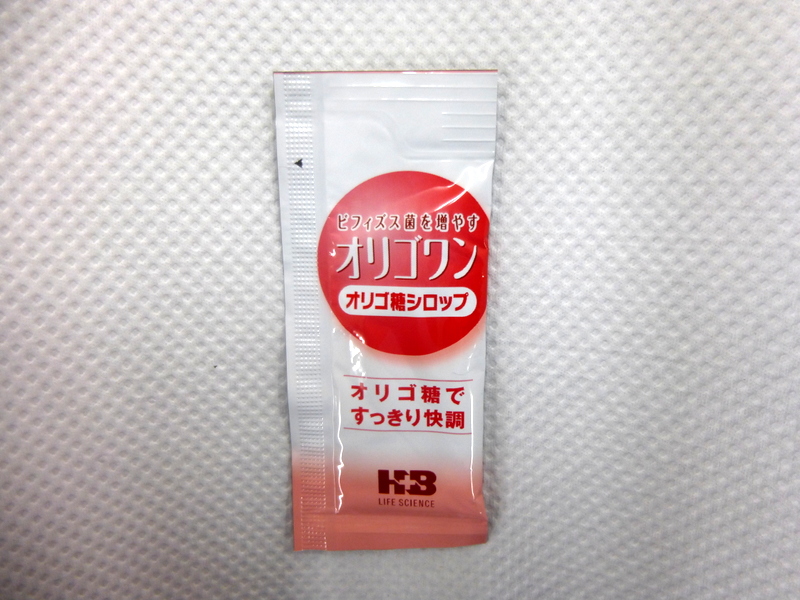 ビフィズス菌を増やす
オリゴワン
オリゴ糖シロップ
オリゴ糖で
すっきり快調
H+B
LIFE SCIENCE